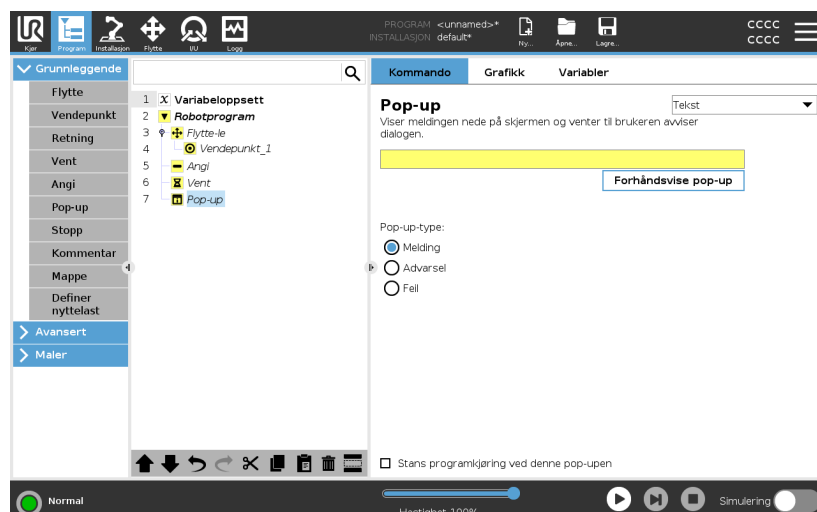 PROGRAM <unnamed>*
INSTALLASJON default*
CCCC
CCCC
Kjør
Program
Installasjon
Flytte
I/U
Logg
Ny...
Åpne...
Lagre...
Grunnleggende
Flytte
Vendepunkt
Retning
Vent
Angi
Pop-up
Stopp
Kommentar
Mappe
Definer
nyttelast
Avansert
Maler
1 X Variabeloppsett
2 Robotprogram
3 Flytte-le
4 Vendepunkt_1
5 Angi
6 Vent
7 Pop-up
Kommando
Grafikk
Variabler
Pop-up
Tekst
Viser meldingen nede på skjermen og venter til brukeren avviser
dialogen.
Forhåndsvise pop-up
Pop-up-type:
Melding
Advarsel
Feil
Stans programkjøring ved denne pop-upen
Normal
Hastighet 100%
Simulering